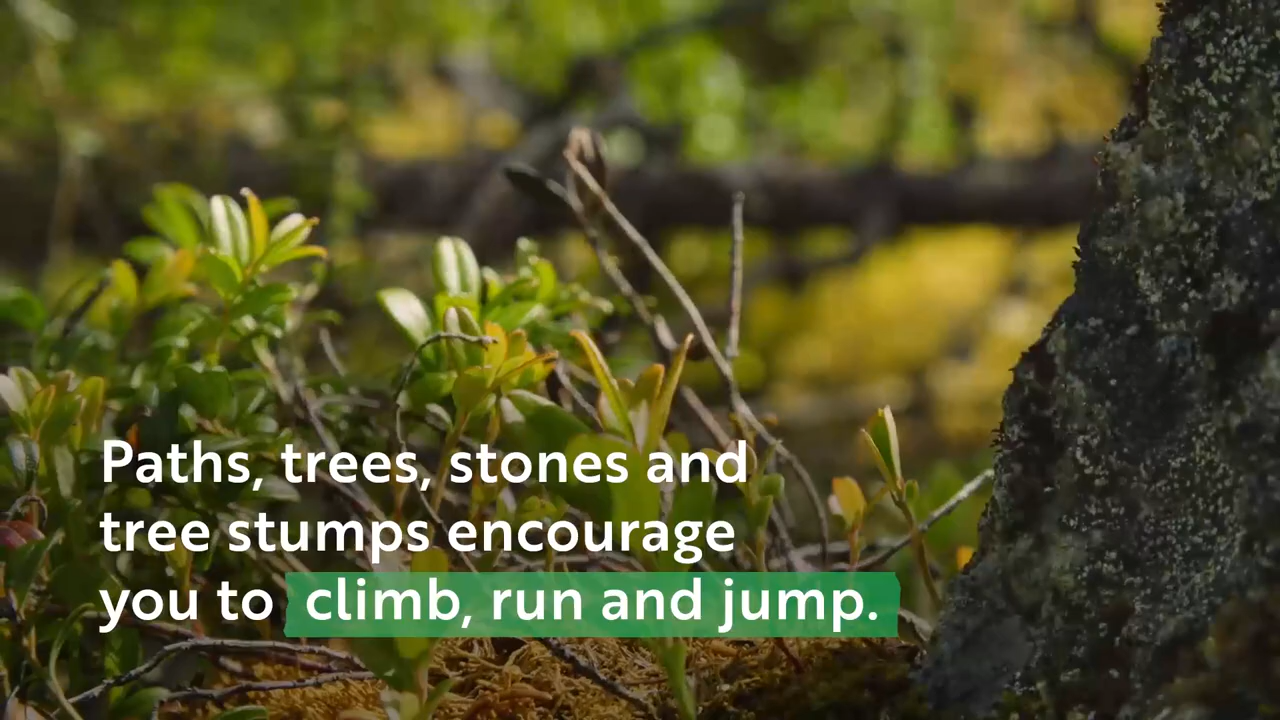 Paths, trees, stones and
tree stumps encourage
you to climb, run and jump.